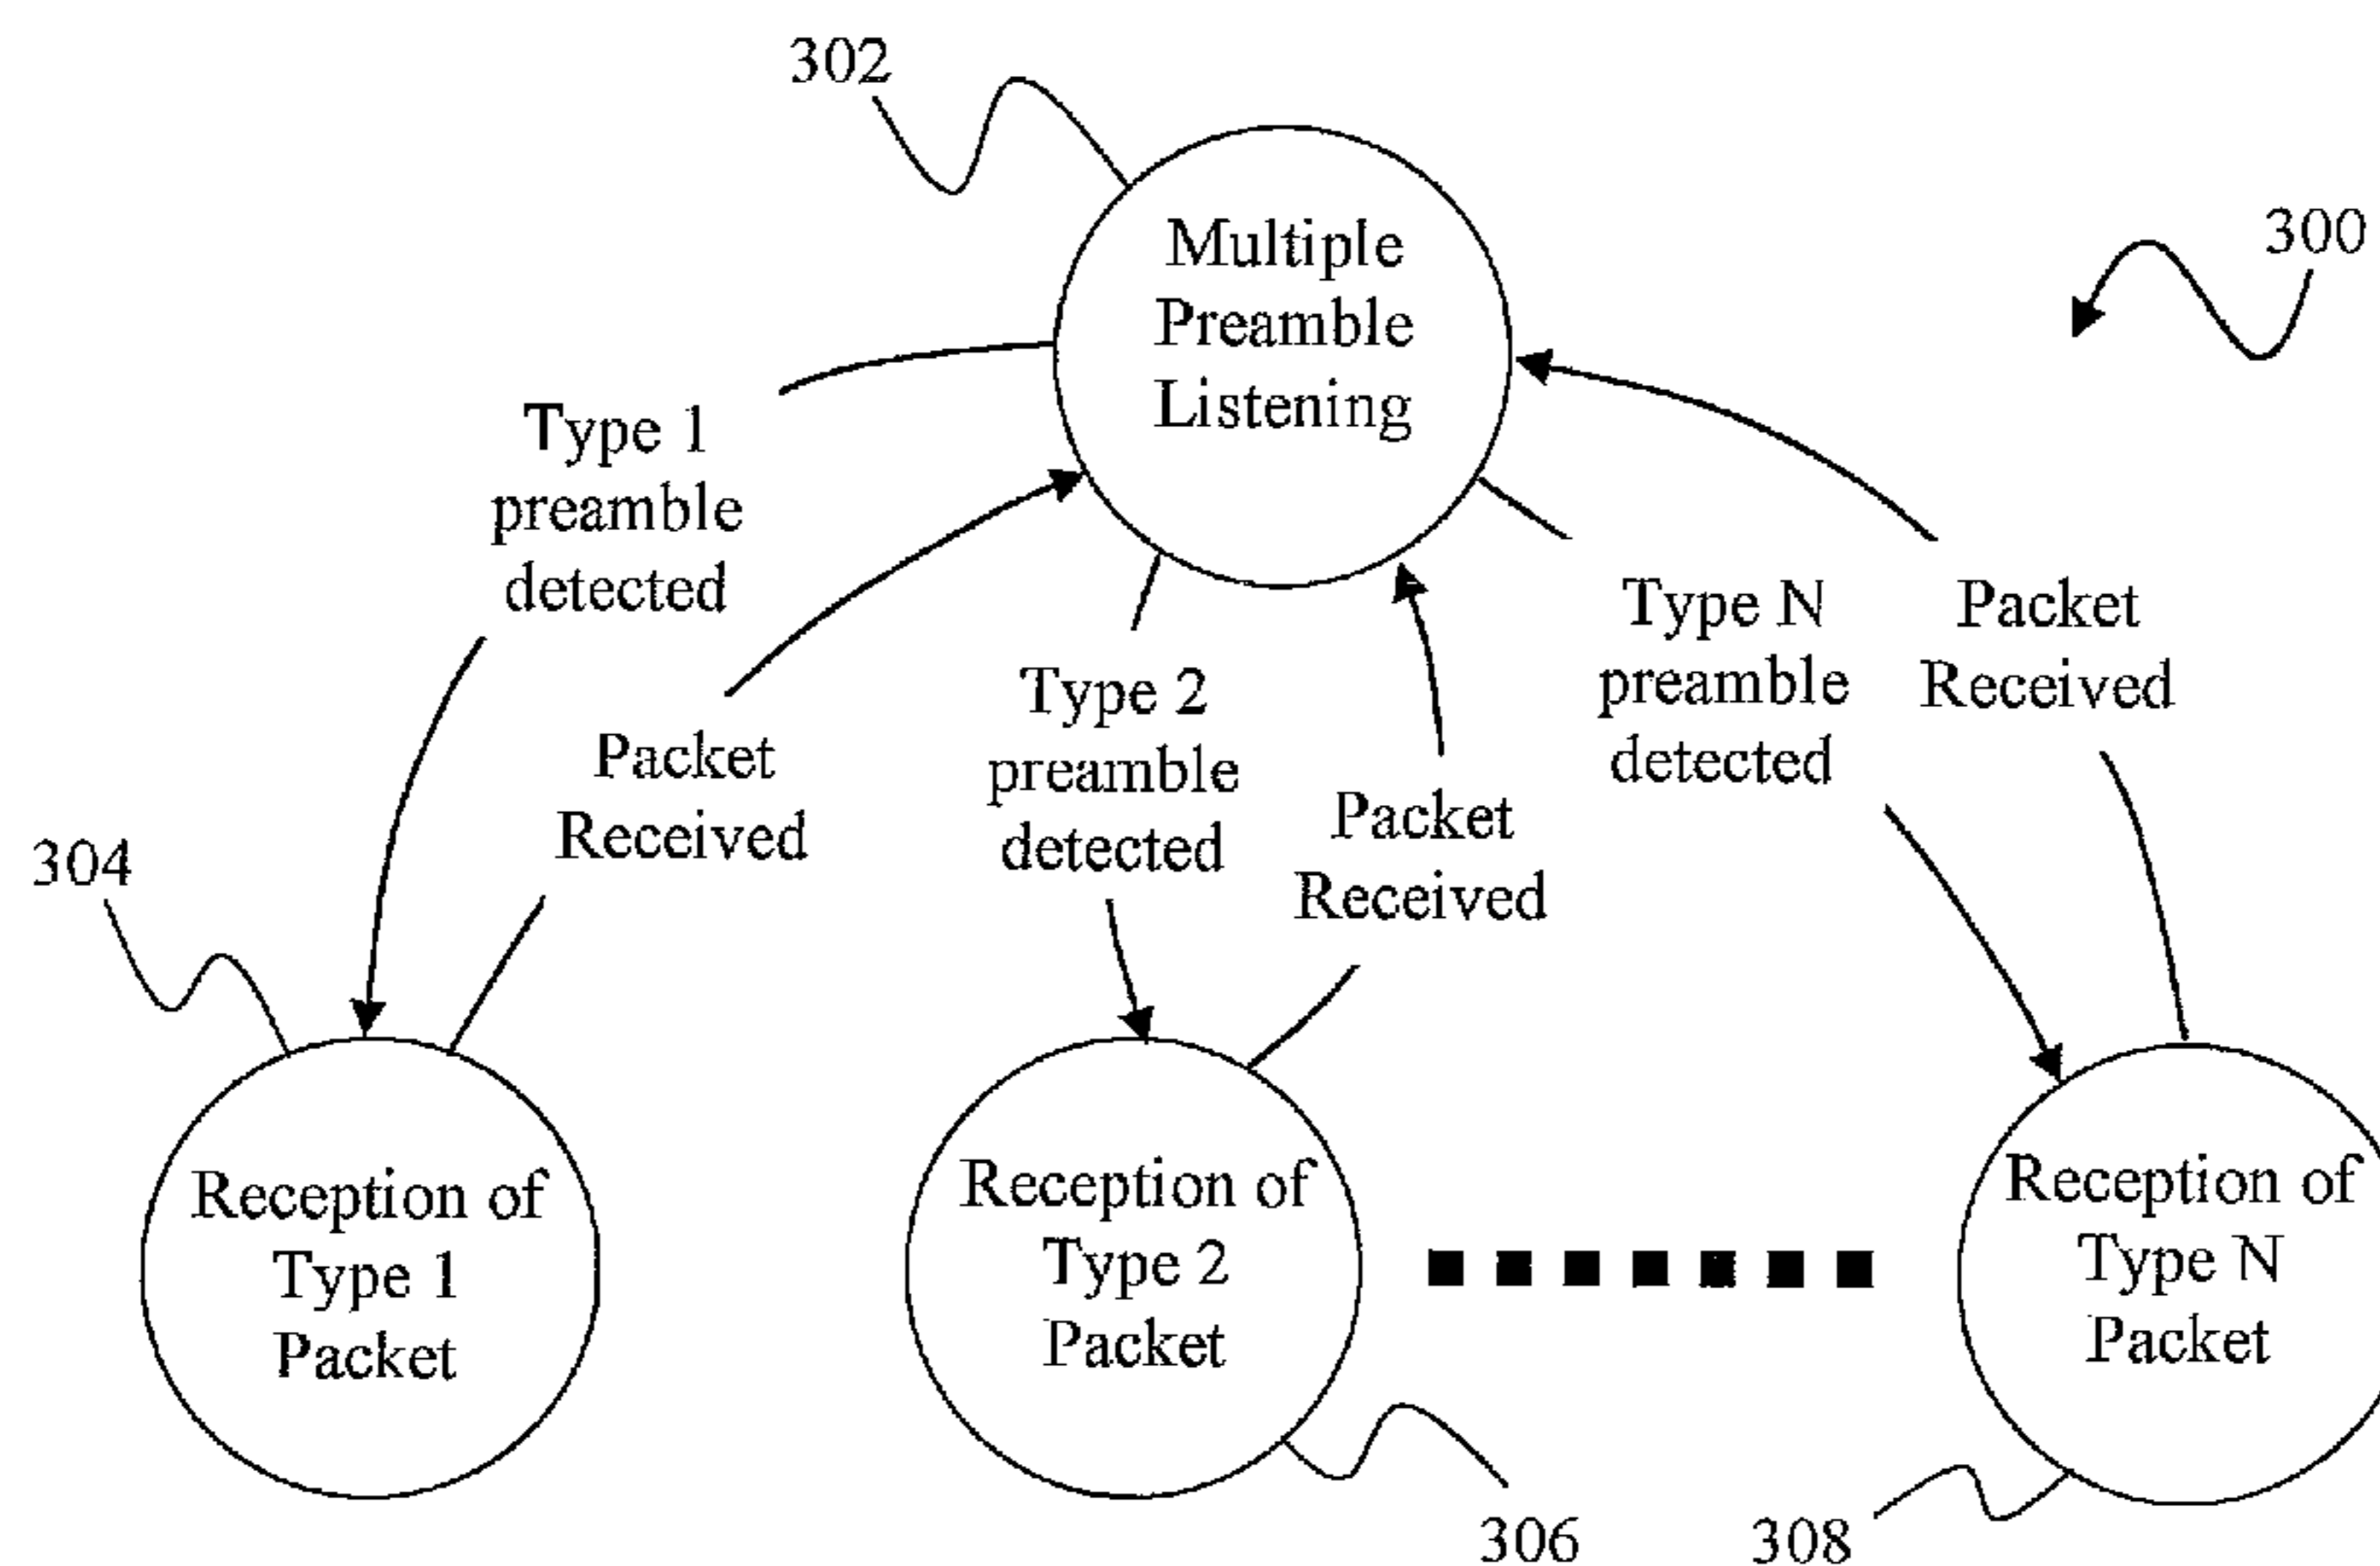 302
Multiple
Preamble
Listening
300
Type 1
preamble
detected
Packet
Received
Type 2
preamble
detected
Packet
Received
Type N
preamble
detected
Packet
Received
304
Reception of
Type 1
Packet
Reception of
Type 2
Packet
Reception of
Type N
Packet
306
308